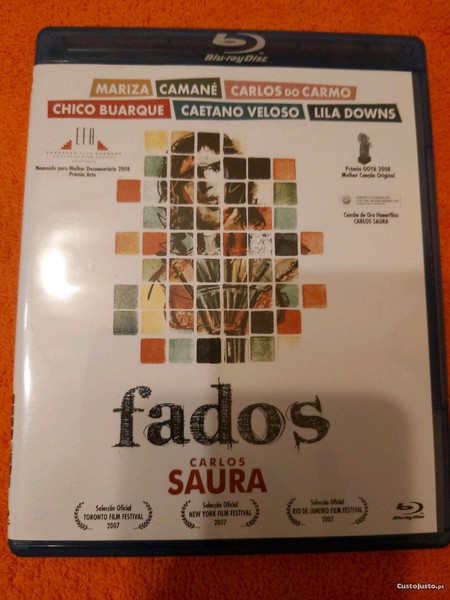 Blu-ray Disc
MARIZA CAMANÉ CARLOS DO CARMO
CHICO BUARQUE CAETANO VELOSO LILA DOWNS
EFA
Nomeado para Melhor Documentário 2008
Prémio Arte
Prémio GOYA 2008
Melhor Canção Original
Concha de Oro Honorífica
CARLOS SAURA
fados
CARLOS
SAURA
Selecção Oficial
TORONTO FILM FESTIVAL
2007
Selecção Oficial
NEW YORK FILM FESTIVAL
2007
Selecção Oficial
RIO DE JANEIRO FILM FESTIVAL
2007
Blu-ray Disc
CustoJusto.pt